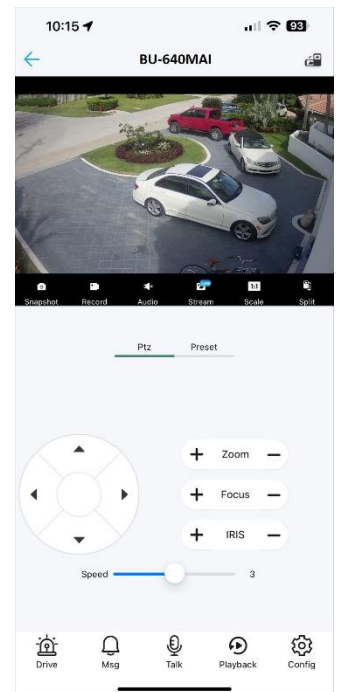 10:15
93
BU-640MAI
1:1
Snapshot Record Audio Stream Scale Split
Ptz Preset
+ Zoom −
+ Focus −
+ IRIS −
Speed 3
Drive Msg Talk Playback Config